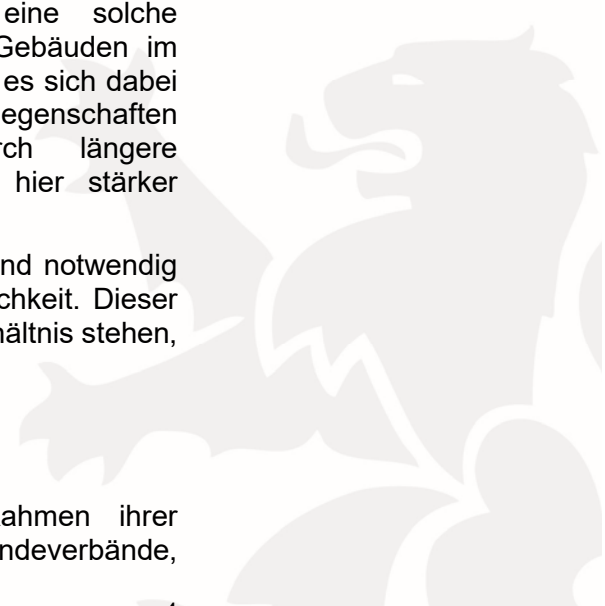 eine solche
Gebäuden im
es sich dabei
egenschaften
rch längere
hier stärker
nd notwendig
chkeit. Dieser
ältnis stehen,
ahmen ihrer
ndeverbände,